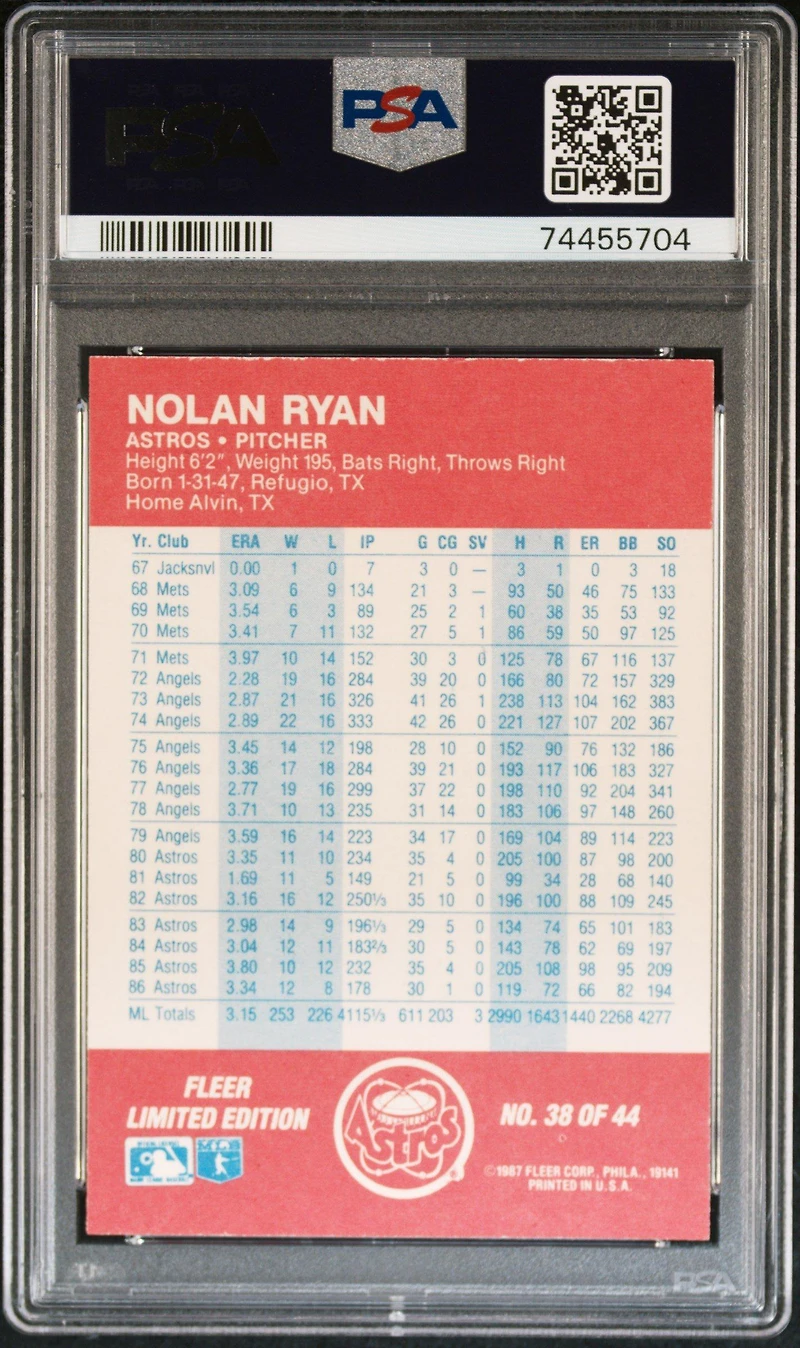 PSA
74455704
NOLAN RYAN
ASTROS • PITCHER
Height 6'2", Weight 195, Bats Right, Throws Right
Born 1-31-47, Refugio, TX
Home Alvin, TX
Yr. Club ERA W L IP G CG SV H R ER BB SO
67 Jacksnvl 0.00 1 0 7 3 0 — 3 1 0 3 18
68 Mets 3.09 6 9 134 21 3 — 93 50 46 75 133
69 Mets 3.54 6 3 89 25 2 1 60 38 35 53 92
70 Mets 3.41 7 11 132 27 5 1 86 59 50 97 125
71 Mets 3.97 10 14 152 30 3 0 125 78 67 116 137
72 Angels 2.28 19 16 284 39 20 0 166 80 72 157 329
73 Angels 2.87 21 16 326 41 26 1 238 113 104 162 383
74 Angels 2.89 22 16 333 42 26 0 221 127 107 202 367
75 Angels 3.45 14 12 198 28 10 0 152 90 76 132 186
76 Angels 3.36 17 18 284 39 21 0 193 117 106 183 327
77 Angels 2.77 19 16 299 37 22 0 198 110 92 204 341
78 Angels 3.71 10 13 235 31 14 0 183 106 97 148 260
79 Angels 3.59 16 14 223 34 17 0 169 104 89 114 223
80 Astros 3.35 11 10 234 35 4 0 205 100 87 98 200
81 Astros 1.69 11 5 149 21 5 0 99 34 28 68 140
82 Astros 3.16 16 12 250⅓ 35 10 0 196 100 88 109 245
83 Astros 2.98 14 9 196⅓ 29 5 0 134 74 65 101 183
84 Astros 3.04 12 11 183⅔ 30 5 0 143 78 62 69 197
85 Astros 3.80 10 12 232 35 4 0 205 108 98 95 209
86 Astros 3.34 12 8 178 30 1 0 119 72 66 82 194
ML Totals 3.15 253 226 4115⅓ 611 203 3 2990 1643 1440 2268 4277
FLEER
LIMITED EDITION
Astros
NO. 38 OF 44
©1987 FLEER CORP., PHILA., 19141
PRINTED IN U.S.A.
PSA